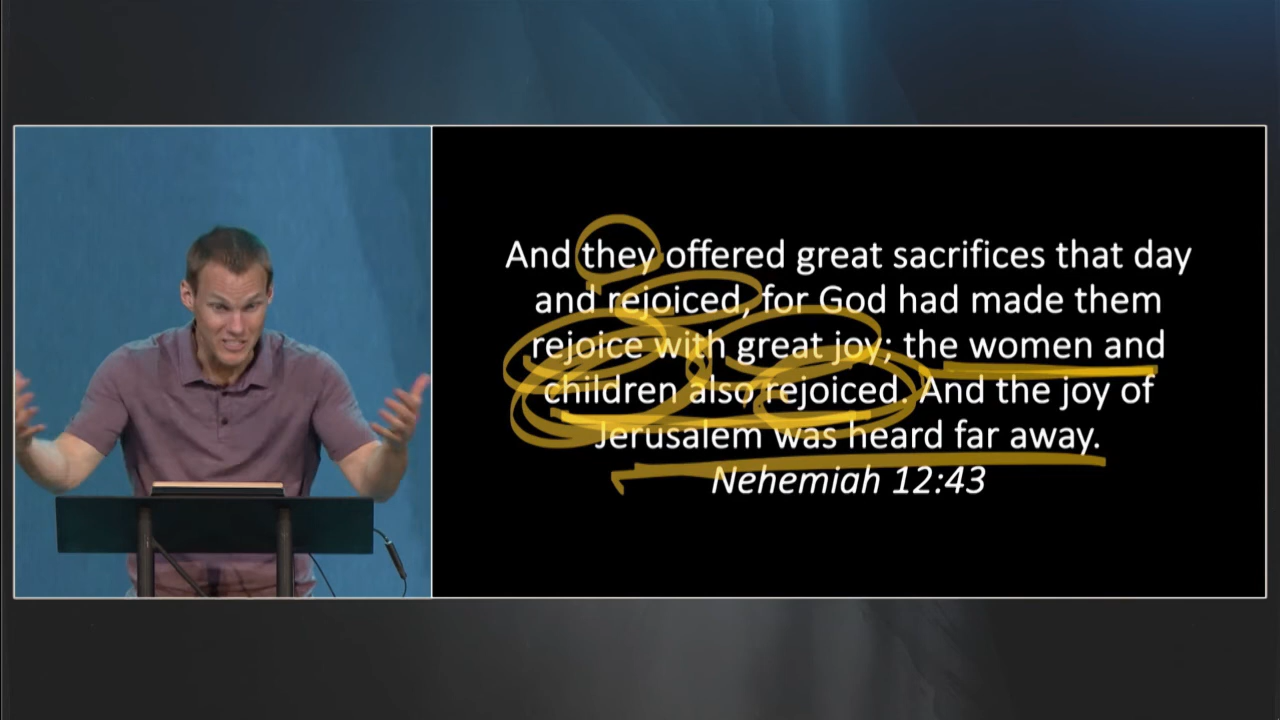 And they offered great sacrifices that day
and rejoiced, for God had made them
rejoice with great joy; the women and
children also rejoiced. And the joy of
Jerusalem was heard far away.
Nehemiah 12:43